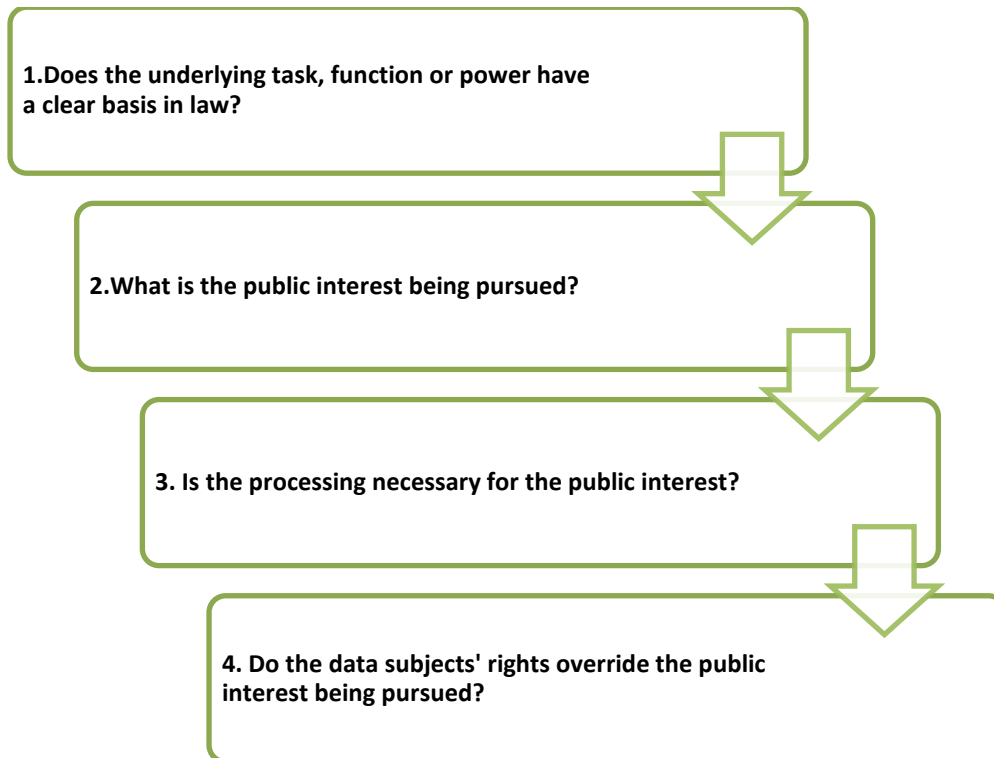 1.Does the underlying task, function or power have
a clear basis in law?
2.What is the public interest being pursued?
3. Is the processing necessary for the public interest?
4. Do the data subjects' rights override the public
interest being pursued?